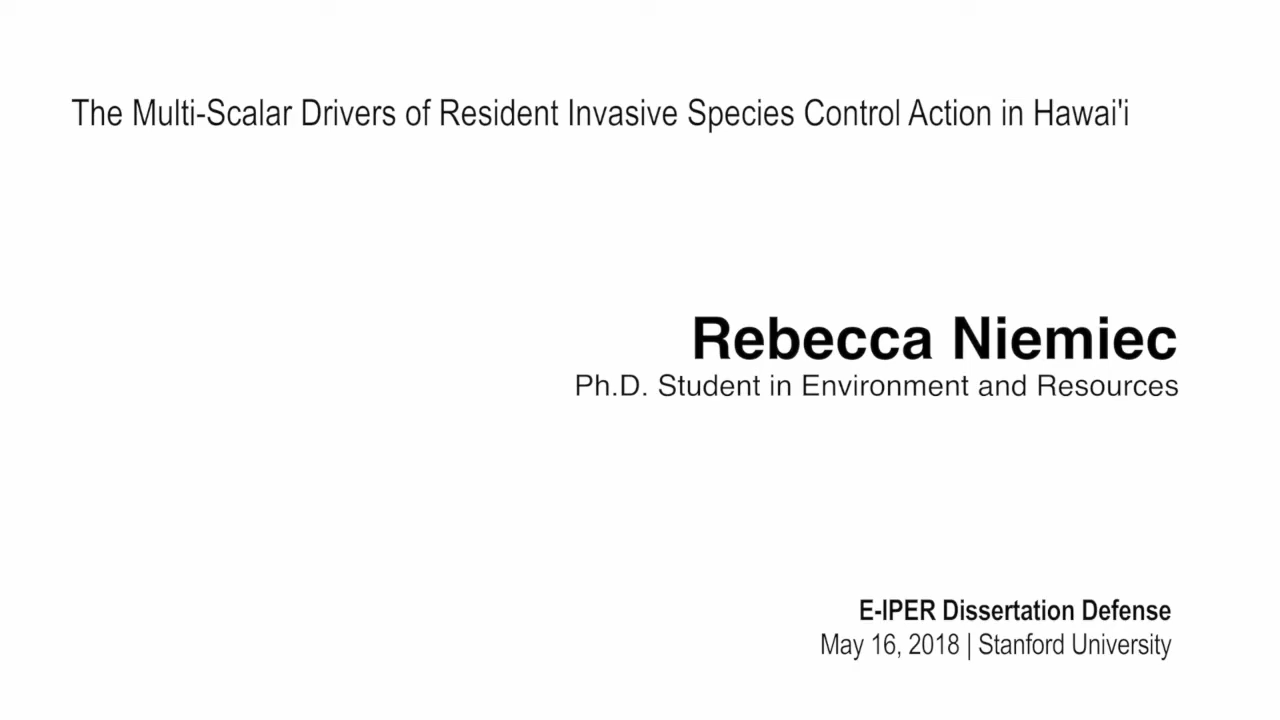 The Multi-Scalar Drivers of Resident Invasive Species Control Action in Hawai'i
Rebecca Niemiec
Ph.D. Student in Environment and Resources
E-IPER Dissertation Defense
May 16, 2018 | Stanford University